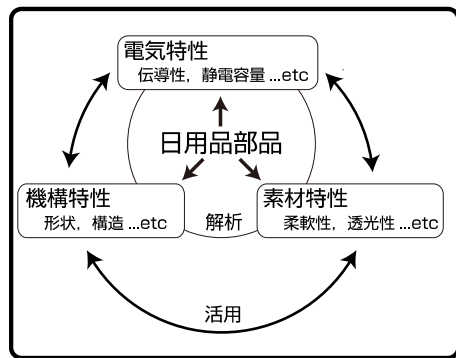 電気特性
伝導性，静電容量 ...etc
日用品部品
機構特性
形状，構造 ...etc
素材特性
柔軟性，透光性 ...etc
解析
活用